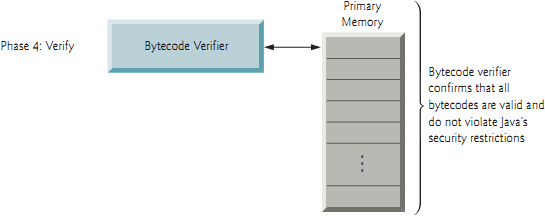 Phase 4: Verify
Bytecode Verifier
Primary
Memory
Bytecode verifier
confirms that all
bytecodes are valid and
do not violate Java's
security restrictions